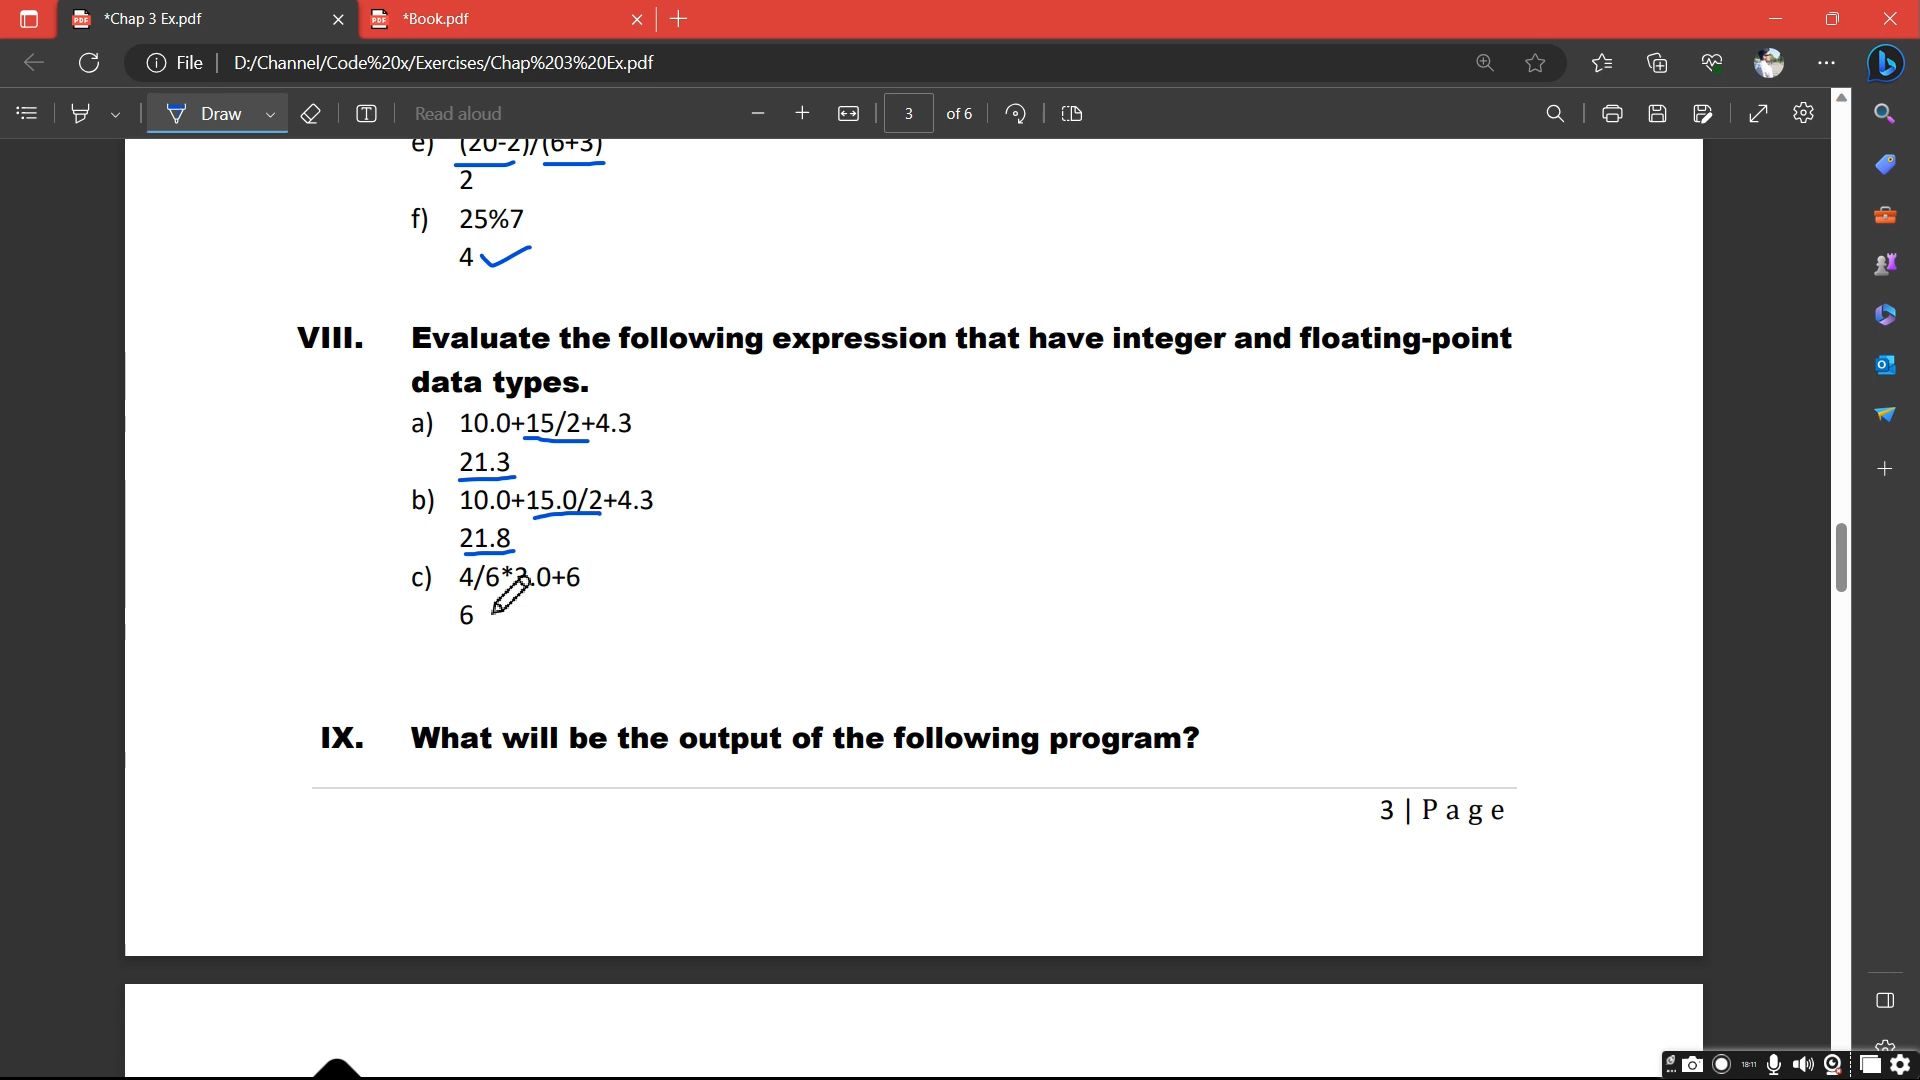 *Chap 3 Ex.pdf
*Book.pdf
File
D:/Channel/Code%20x/Exercises/Chap%203%20Ex.pdf
Draw
Read aloud
3
of 6
e) (20-2)/(6+3)
2
f) 25%7
4
VIII. Evaluate the following expression that have integer and floating-point
data types.
a) 10.0+15/2+4.3
21.3
b) 10.0+15.0/2+4.3
21.8
c) 4/6*3.0+6
6
IX. What will be the output of the following program?
3 | P a g e
18:11